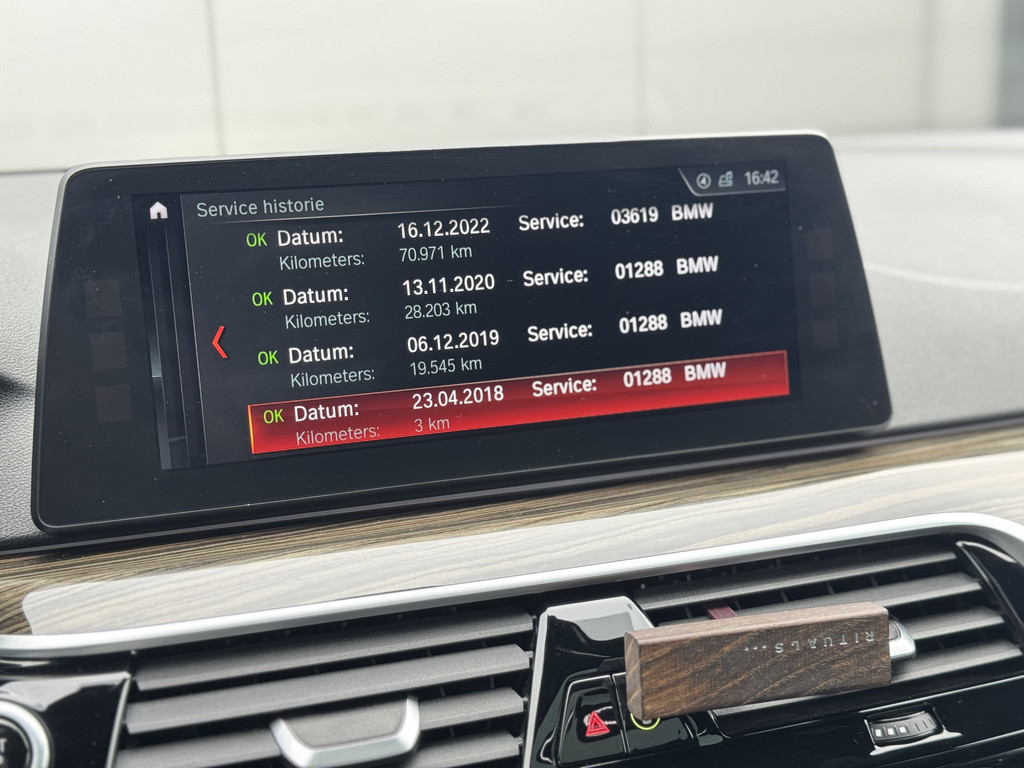 16:42
Service historie
OK Datum: 16.12.2022 Service: 03619 BMW
Kilometers: 70.971 km
OK Datum: 13.11.2020 Service: 01288 BMW
Kilometers: 28.203 km
OK Datum: 06.12.2019 Service: 01288 BMW
Kilometers: 19.545 km
OK Datum: 23.04.2018 Service: 01288 BMW
Kilometers: 3 km
RITUALS...